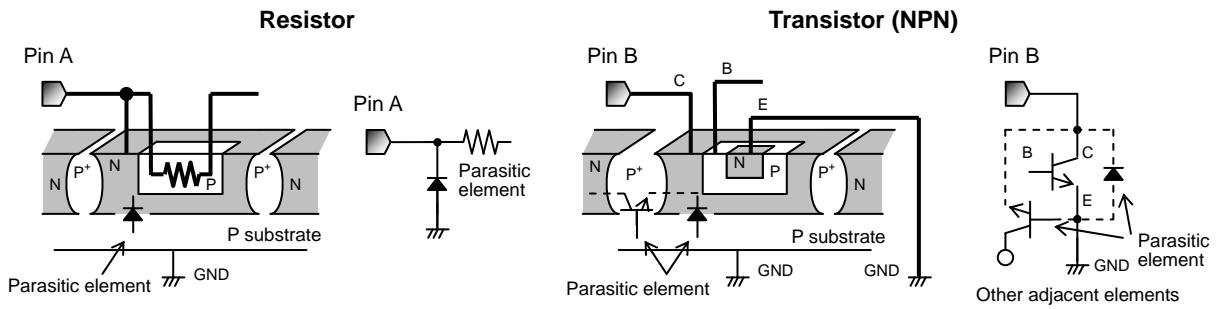 Resistor
Pin A
N
P+
N
P
P+
N
P substrate
GND
Parasitic element
Pin A
Parasitic
element
Transistor (NPN)
Pin B
C
B
E
N
P+
N
P
P+
N
P substrate
GND
GND
Parasitic element
Pin B
B
C
E
GND
Parasitic
element
Other adjacent elements